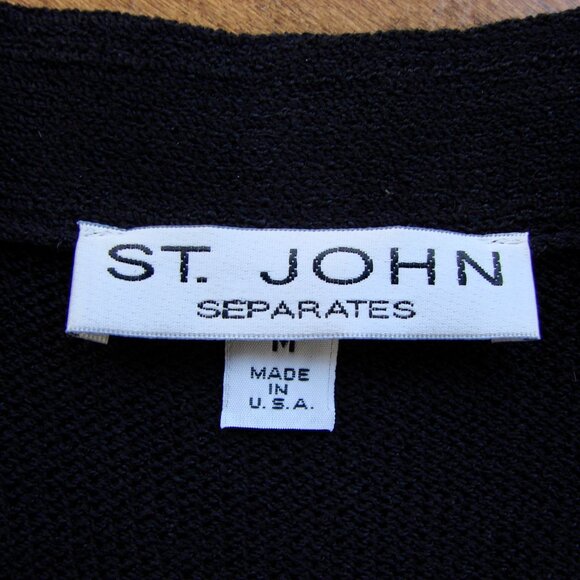 ST. JOHN
SEPARATES
M
MADE
IN
U.S.A.